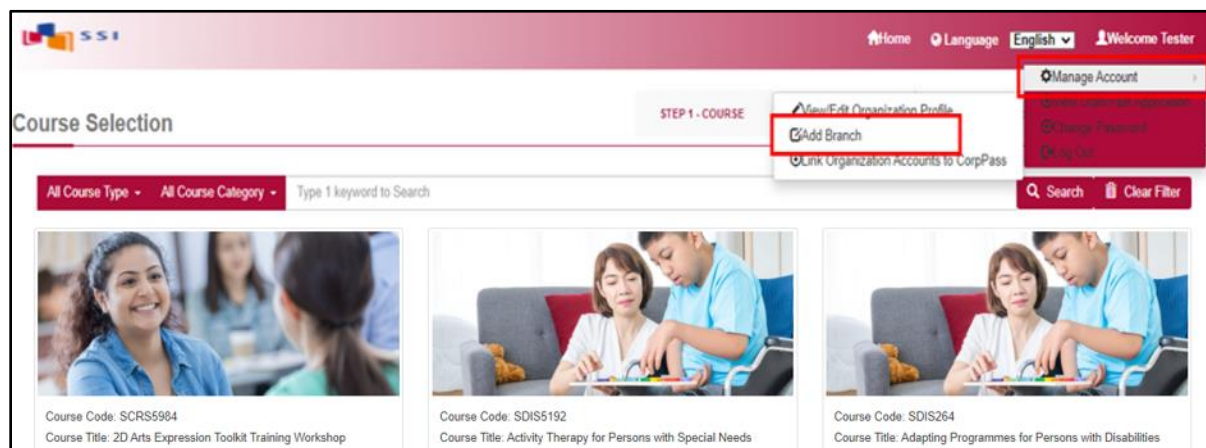 SSI
Home Language English Welcome Tester
Manage Account
View Draft/Past Application
Change Password
Log Out
View/Edit Organization Profile
Add Branch
Link Organization Accounts to CorpPass
Course Selection
STEP 1 - COURSE
All Course Type All Course Category Type 1 keyword to Search Search Clear Filter
Course Code: SCRS5984
Course Title: 2D Arts Expression Toolkit Training Workshop
Course Code: SDIS5192
Course Title: Activity Therapy for Persons with Special Needs
Course Code: SDIS264
Course Title: Adapting Programmes for Persons with Disabilities